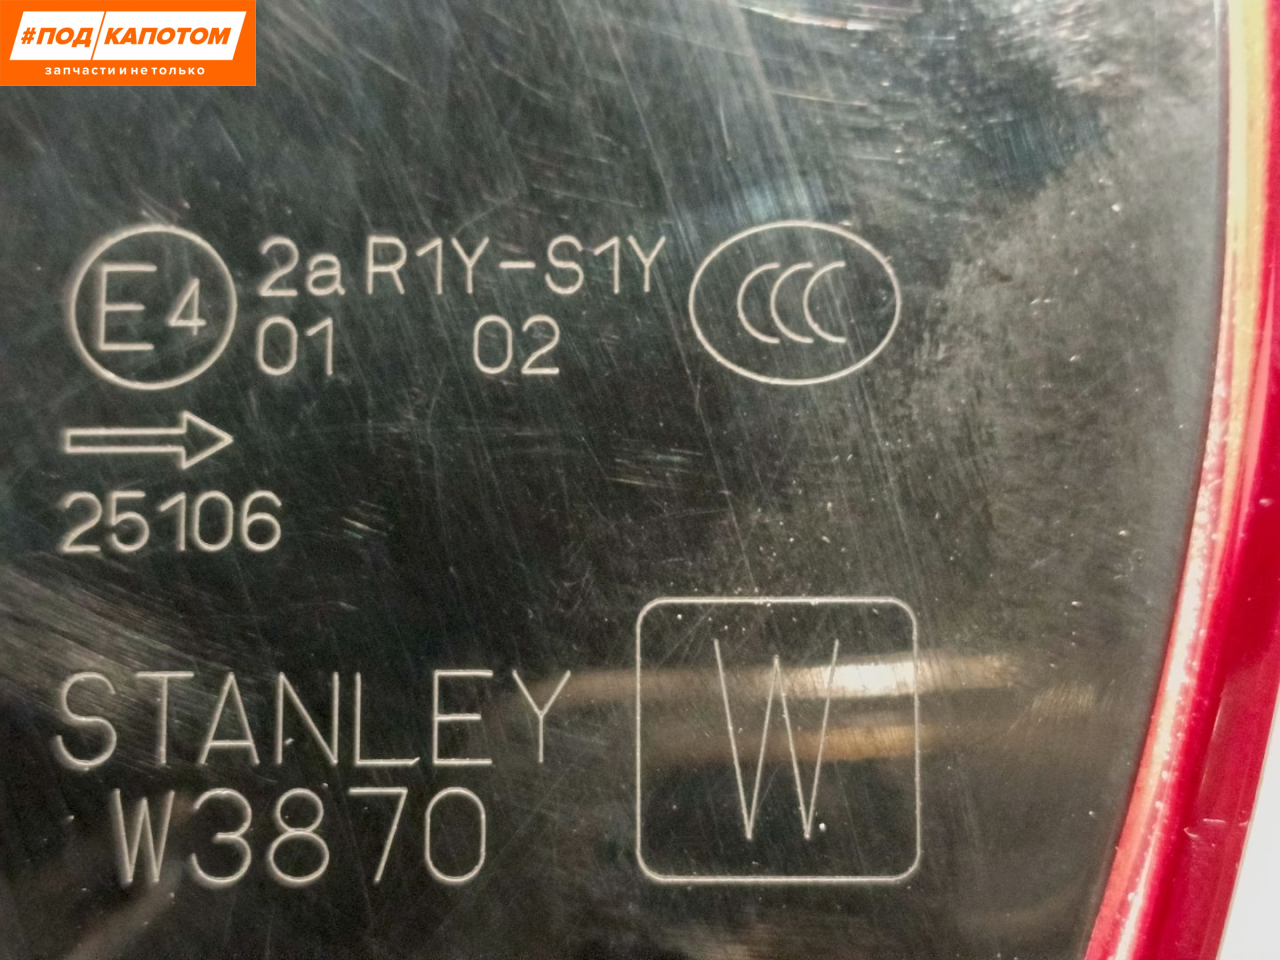 #ПОД КАПОТОМ
запчасти и не только
E4 2a R1Y-S1Y CCC
01 02
25106
STANLEY
W3870
W